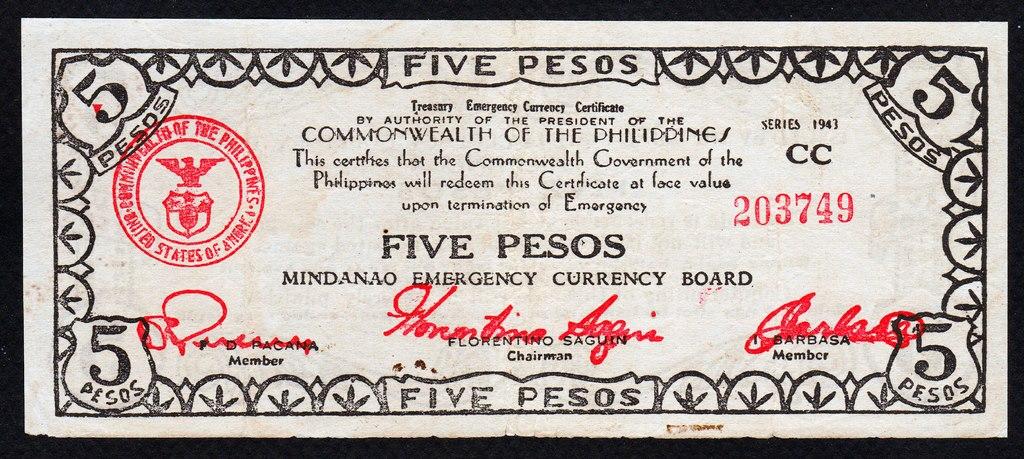 FIVE PESOS
5 PESOS
5 PESOS
Treasury Emergency Currency Certificate
BY AUTHORITY OF THE PRESIDENT OF THE
COMMONWEALTH OF THE PHILIPPINES
SERIES 1943
CC
This certifies that the Commonwealth Government of the
Philippines will redeem this Certificate at face value
upon termination of Emergency
203749
COMMONWEALTH OF THE PHILIPPINES
UNITED STATES OF AMERICA
FIVE PESOS
MINDANAO EMERGENCY CURRENCY BOARD
Florentino Saguin
D. PACANA
FLORENTINO SAGUIN
I. BARBASA
Member
Chairman
Member
5 PESOS
5 PESOS
FIVE PESOS